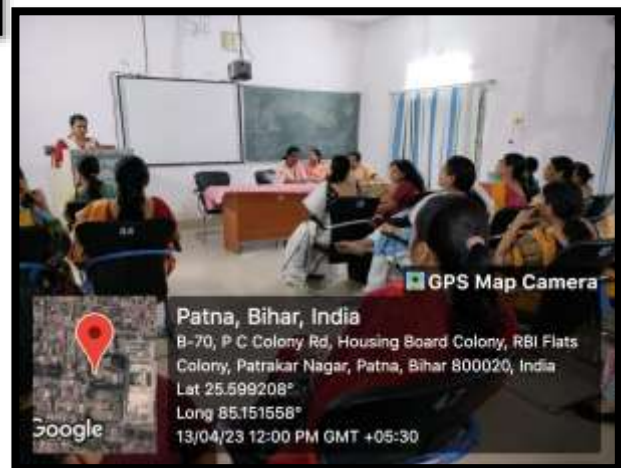 GPS Map Camera
Patna, Bihar, India
B-70, P C Colony Rd, Housing Board Colony, RBI Flats
Colony, Patrakar Nagar, Patna, Bihar 800020, India
Lat 25.599208°
Long 85.151558°
13/04/23 12:00 PM GMT +05:30
Google